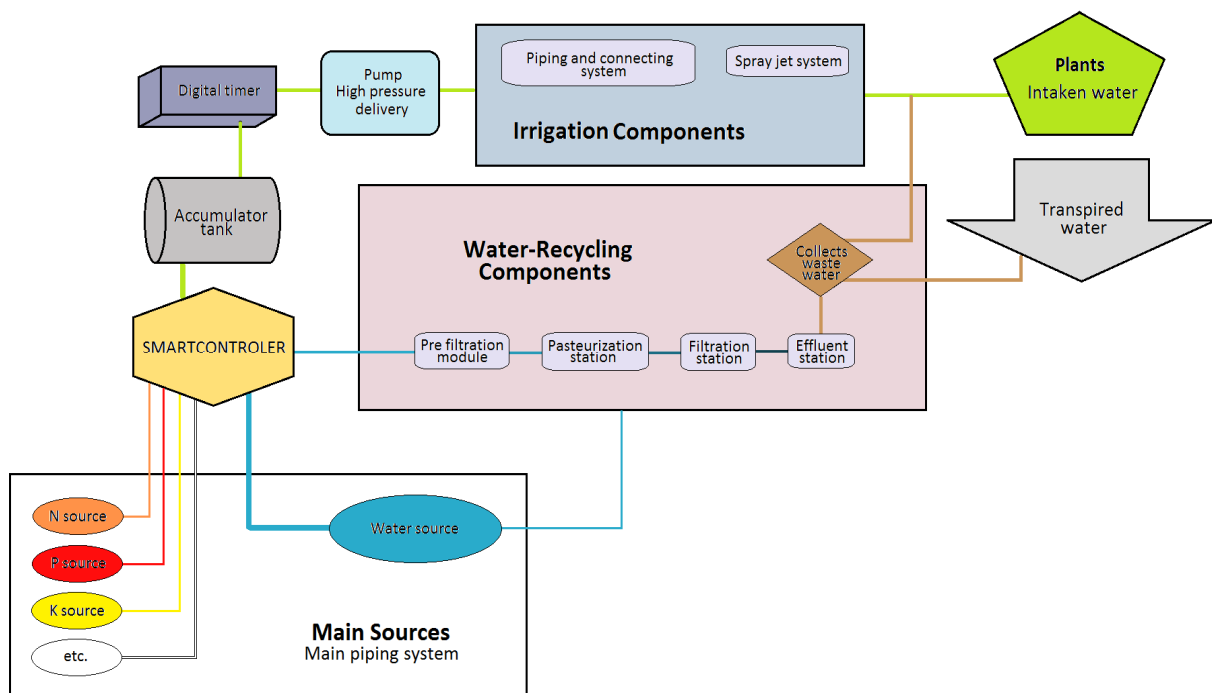 Digital timer
Pump
High pressure
delivery
Piping and connecting
system
Spray jet system
Irrigation Components
Plants
Intaken water
Accumulator
tank
Transpired
water
Water-Recycling
Components
Collects
waste
water
SMARTCONTROLER
Pre filtration
module
Pasteurization
station
Filtration
station
Effluent
station
N source
P source
K source
etc.
Water source
Main Sources
Main piping system